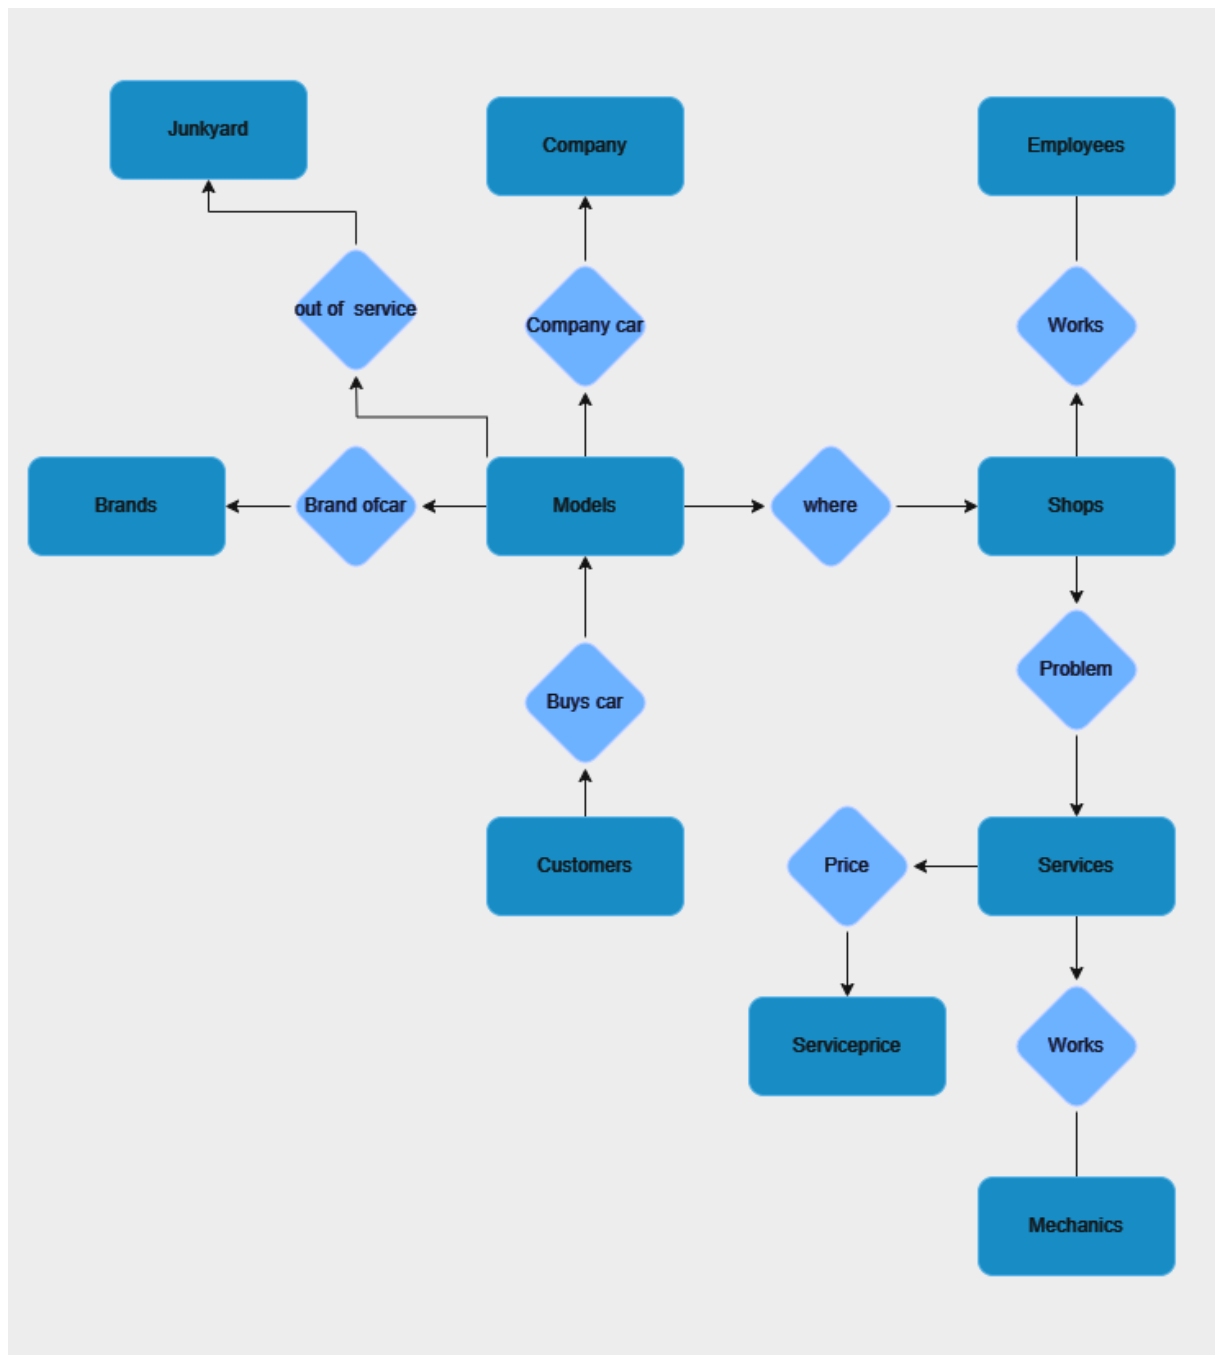 Junkyard
Company
Employees
out of  service
Company car
Works
Brands
Brand ofcar
Models
where
Shops
Problem
Buys car
Customers
Price
Services
Serviceprice
Works
Mechanics